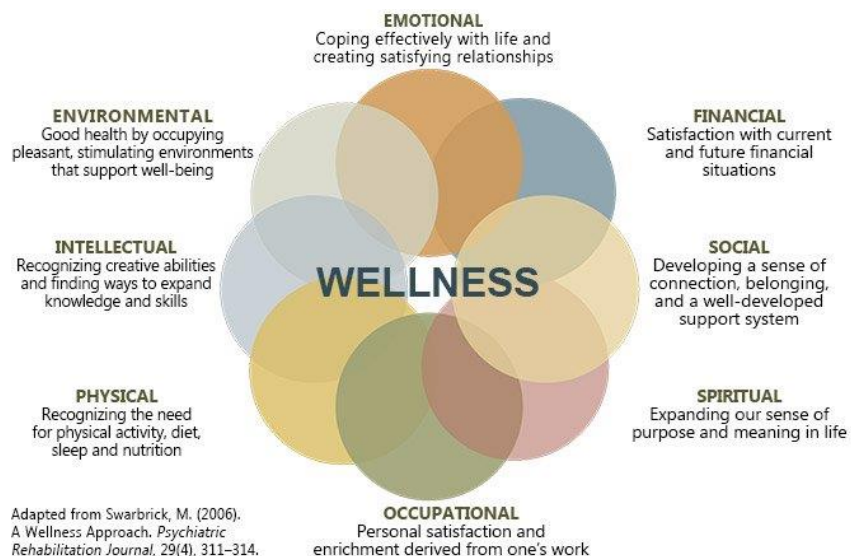 EMOTIONAL
Coping effectively with life and
creating satisfying relationships
ENVIRONMENTAL
Good health by occupying
pleasant, stimulating environments
that support well-being
FINANCIAL
Satisfaction with current
and future financial
situations
INTELLECTUAL
Recognizing creative abilities
and finding ways to expand
knowledge and skills
WELLNESS
SOCIAL
Developing a sense of
connection, belonging,
and a well-developed
support system
PHYSICAL
Recognizing the need
for physical activity, diet,
sleep and nutrition
SPIRITUAL
Expanding our sense of
purpose and meaning in life
OCCUPATIONAL
Personal satisfaction and
enrichment derived from one's work
Adapted from Swarbrick, M. (2006).
A Wellness Approach. Psychiatric
Rehabilitation Journal, 29(4), 311–314.